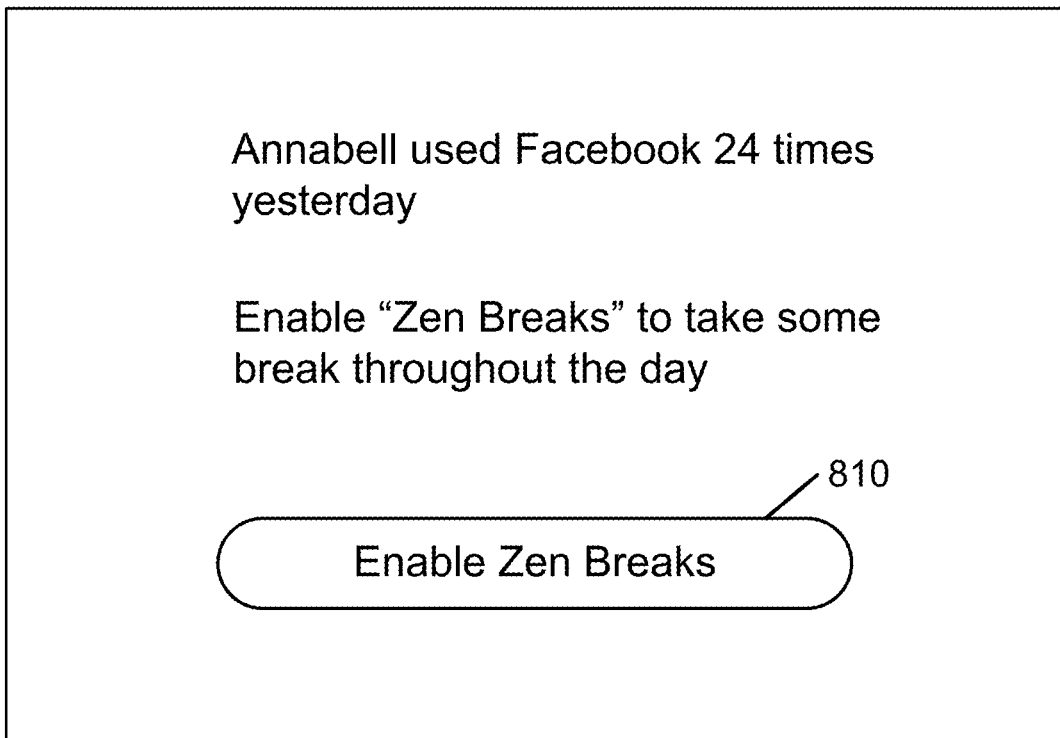 Annabell used Facebook 24 times
yesterday
Enable “Zen Breaks” to take some
break throughout the day
810
Enable Zen Breaks